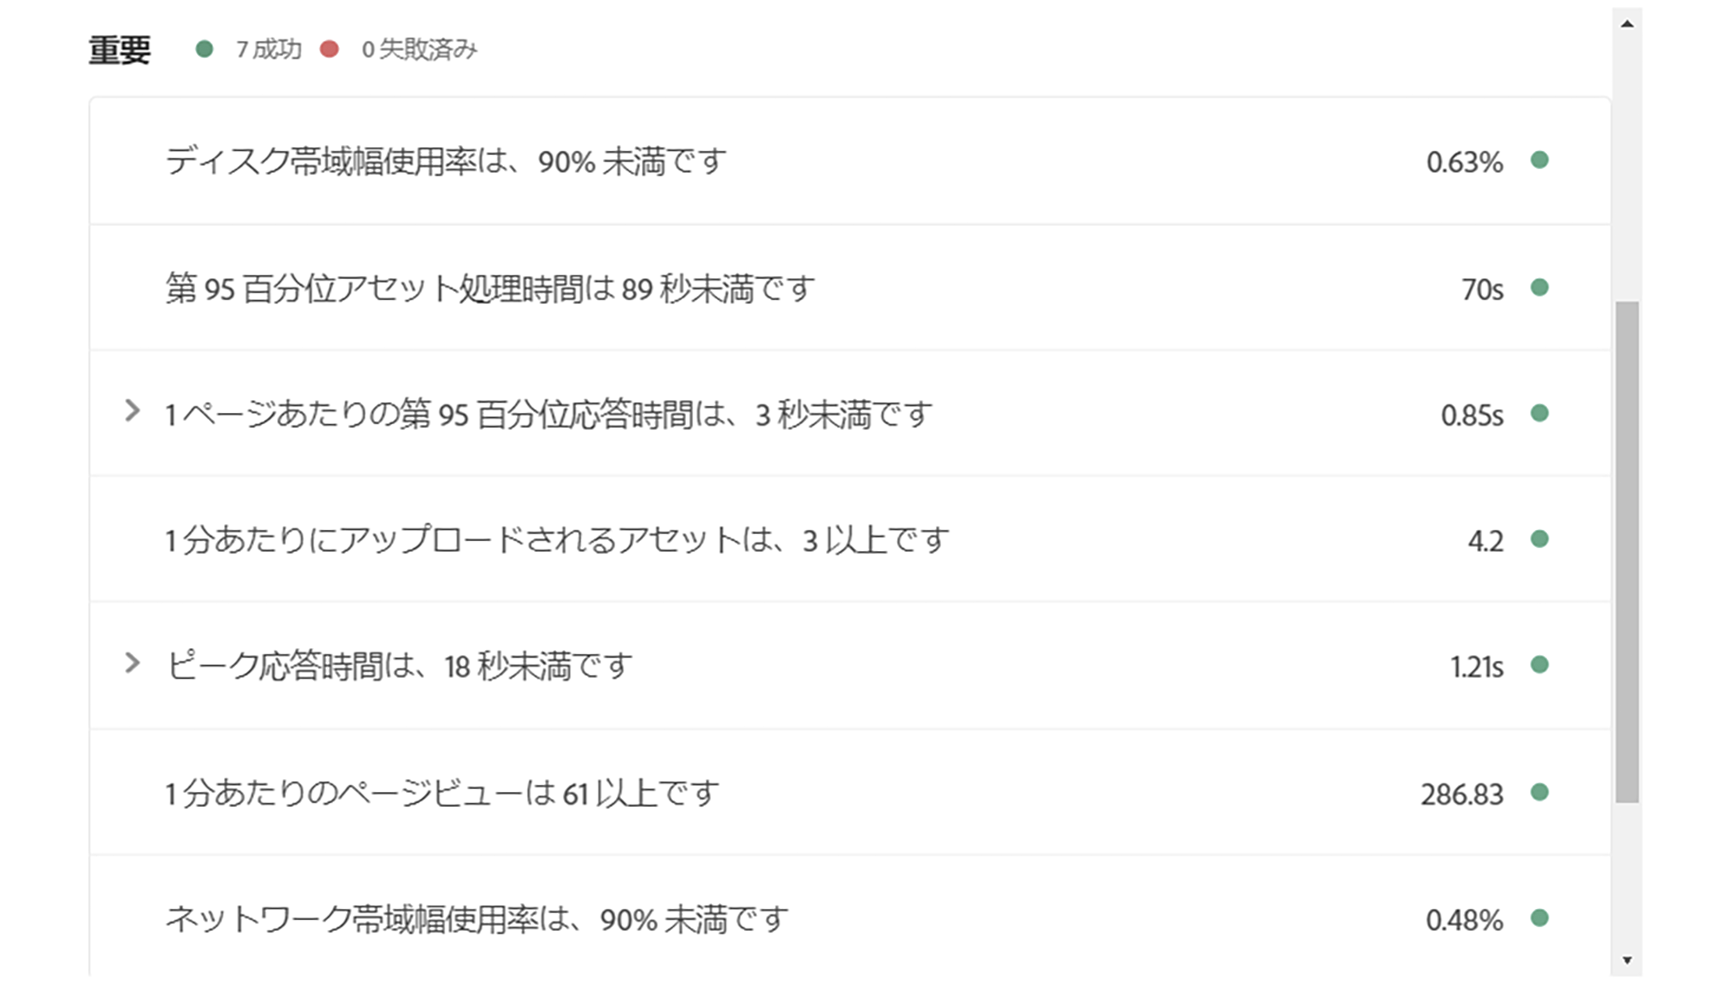 重要 7 成功 0 失敗済み
ディスク帯域幅使用率は、90% 未満です 0.63%
第 95 百分位アセット処理時間は 89 秒未満です 70s
1 ページあたりの第 95 百分位応答時間は、3 秒未満です 0.85s
1 分あたりにアップロードされるアセットは、3 以上です 4.2
ピーク応答時間は、18 秒未満です 1.21s
1 分あたりのページビューは 61 以上です 286.83
ネットワーク帯域幅使用率は、90% 未満です 0.48%